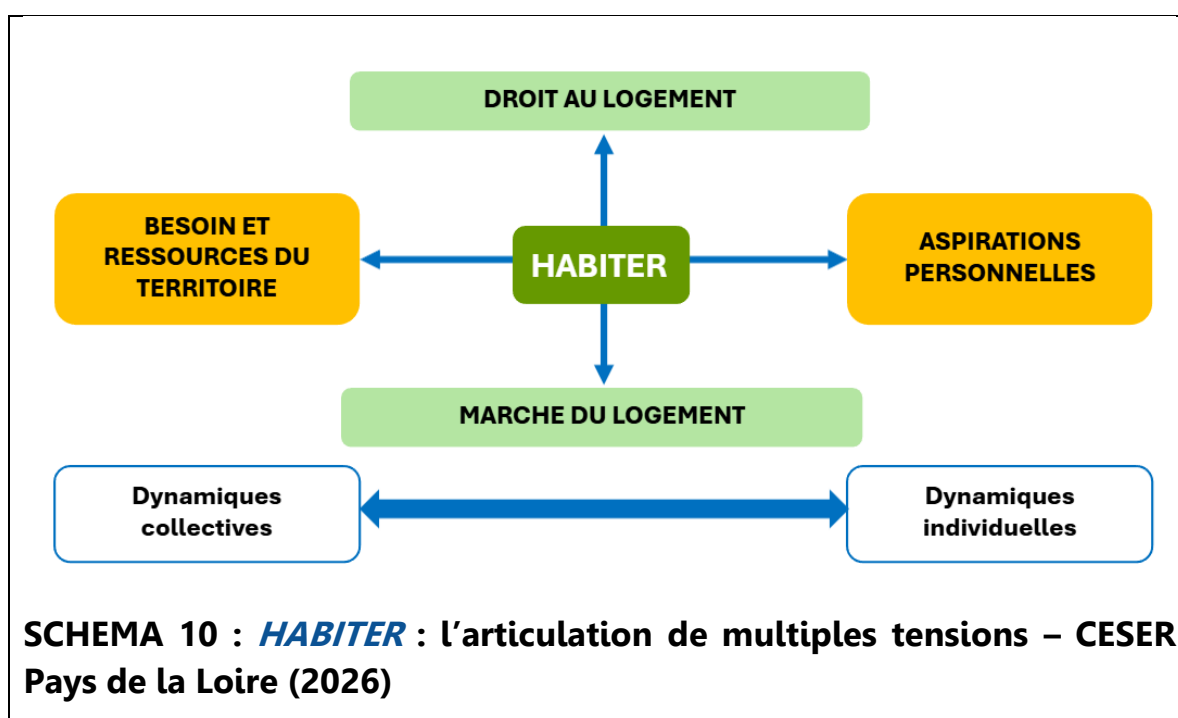 DROIT AU LOGEMENT
BESOIN ET
RESSOURCES DU
TERRITOIRE
HABITER
ASPIRATIONS
PERSONNELLES
MARCHE DU LOGEMENT
Dynamiques
collectives
Dynamiques
individuelles
SCHEMA 10 : HABITER : l’articulation de multiples tensions – CESER
Pays de la Loire (2026)